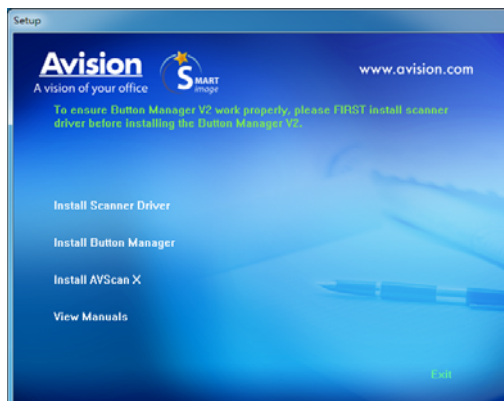 Setup
Avision
A vision of your office
SMART
image
www.avision.com
To ensure Button Manager V2 work properly, please FIRST install scanner
driver before installing the Button Manager V2.
Install Scanner Driver
Install Button Manager
Install AVScan X
View Manuals
Exit